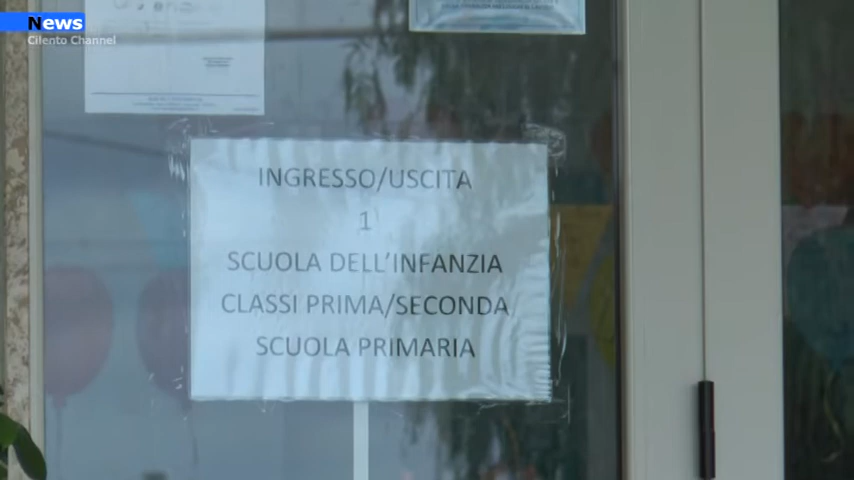 News
Cilento Channel
INGRESSO/USCITA
1
SCUOLA DELL'INFANZIA
CLASSI PRIMA/SECONDA
SCUOLA PRIMARIA